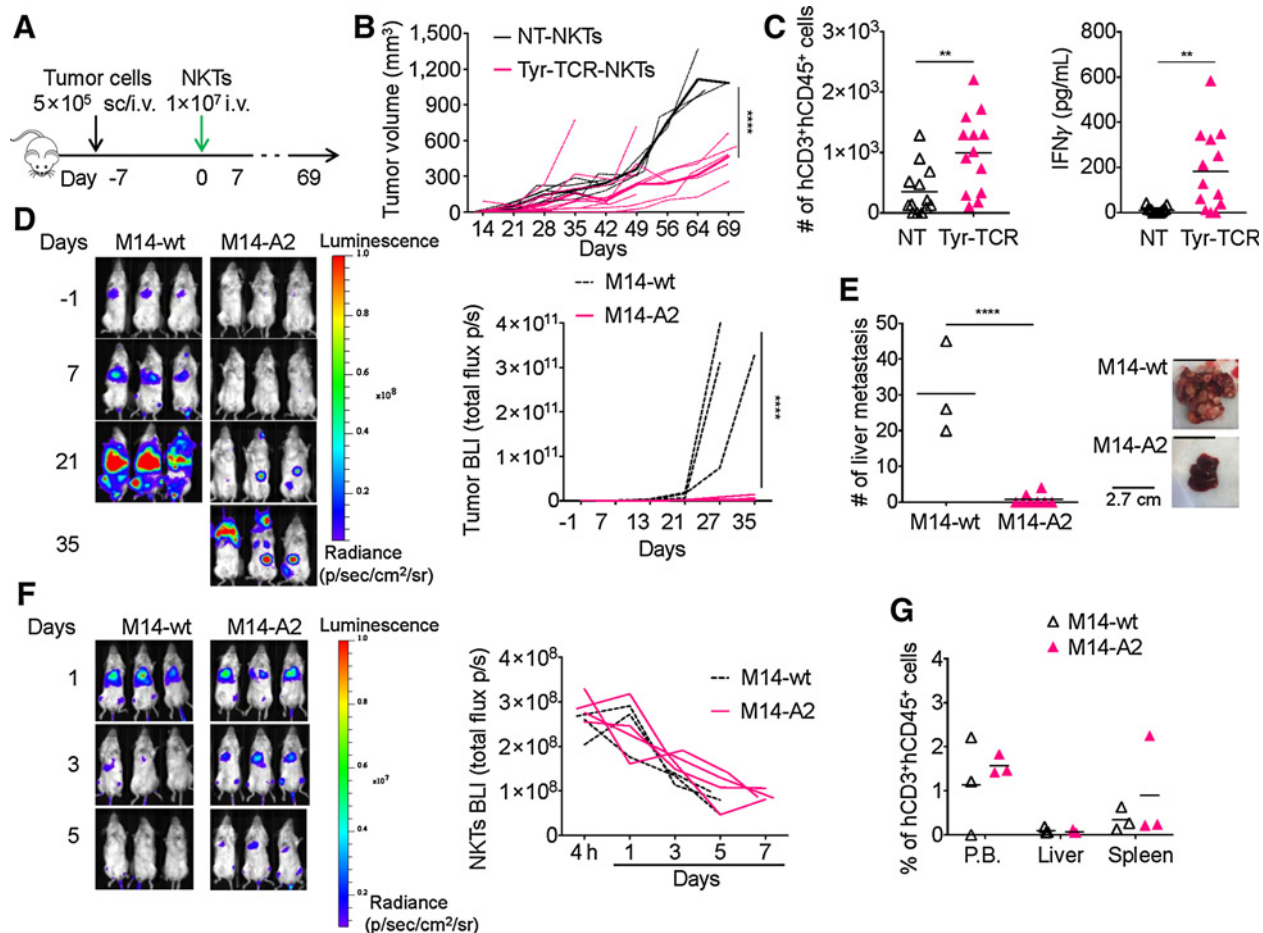 A
Tumor cells NKTs
5×10⁵ sc/i.v. 1×10⁷ i.v.
Day -7 0 7 69
B
Tumor volume (mm³)
1,500
1,200
900
600
300
0
NT-NKTs
Tyr-TCR-NKTs
****
14 21 28 35 42 49 56 64 69
Days
C
# of hCD3⁺hCD45⁺ cells
3×10³
2×10³
1×10³
0
**
NT Tyr-TCR
IFNγ (pg/mL)
800
600
400
200
0
**
NT Tyr-TCR
D
Days M14-wt M14-A2
-1
7
21
35
Luminescence
1.0
0.8
×10⁸
0.6
0.4
0.2
Radiance
(p/sec/cm²/sr)
M14-wt
M14-A2
Tumor BLI (total flux p/s)
4×10¹¹
3×10¹¹
2×10¹¹
4×10¹¹
0
****
-1 7 13 21 27 35
Days
E
# of liver metastasis
50
40
30
20
10
0
****
M14-wt M14-A2
M14-wt
M14-A2
2.7 cm
F
Days M14-wt M14-A2
1
3
5
Luminescence
1.0
0.8
0.6
×10⁷
0.4
0.2
Radiance
(p/sec/cm²/sr)
NKTs BLI (total flux p/s)
4×10⁸
3×10⁸
2×10⁸
1×10⁸
0
M14-wt
M14-A2
4 h 1 3 5 7
Days
G
M14-wt
M14-A2
% of hCD3⁺hCD45⁺ cells
4
3
2
1
0
P.B. Liver Spleen